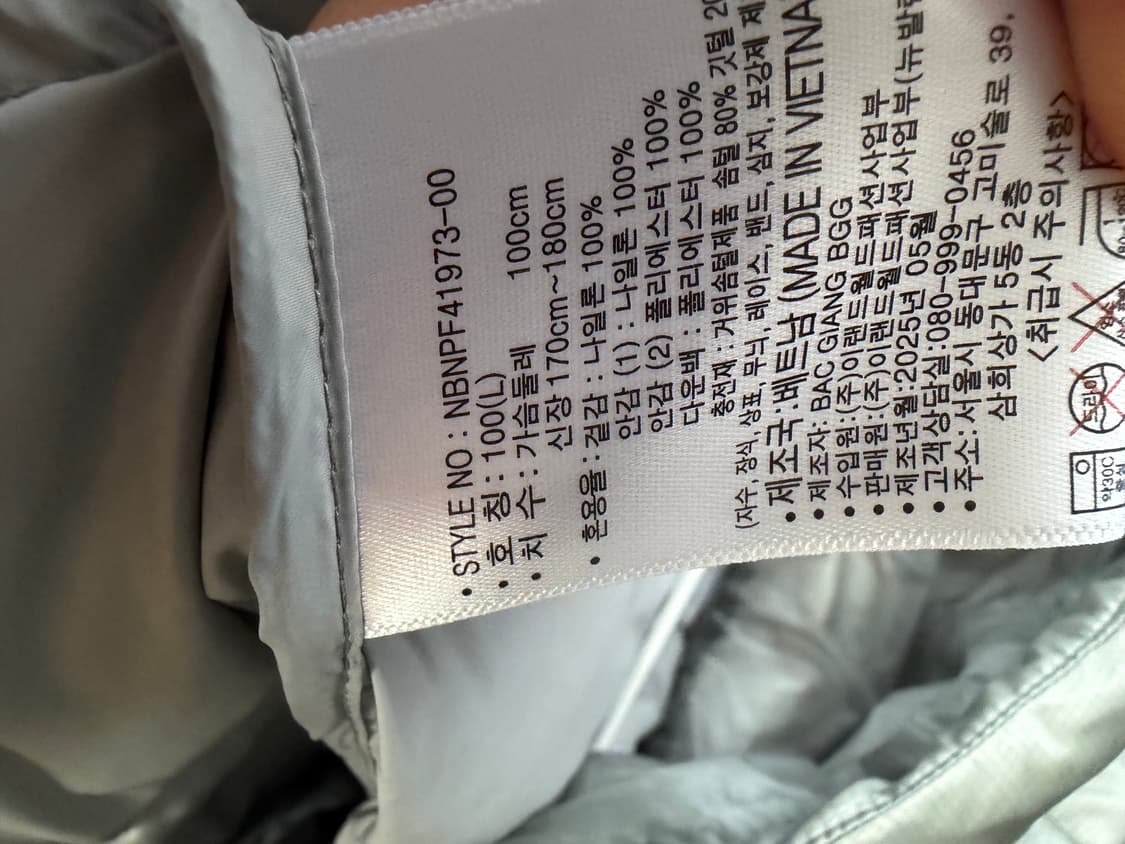 • STYLE NO : NBNPF41973-00
• 호 칭 : 100(L)
• 치 수 : 가슴둘레 100cm
신장 170cm~180cm
• 혼용율 : 겉감 : 나일론 100%
안감 (1) : 나일론 100%
안감 (2) 폴리에스터 100%
다운백 : 폴리에스터 100%
충전재 : 거위솜털제품 솜털 80% 깃털 20
(자수, 장식, 상표, 무늬, 레이스, 밴드, 심지, 보강제 제
• 제조국:베트남 (MADE IN VIETNA
• 제조자: BAC GIANG BGG
• 수입원:(주)이랜드월드패션사업부
• 판매원:(주)이랜드월드패션사업부(뉴발란
• 제조년월:2025년 05월
• 고객상담실:080-9999-0456
• 주소: 서울시 동대문구 고미술로 39,
삼희상가 5동 2층
<취급시 주의사항>
약30℃
드라이